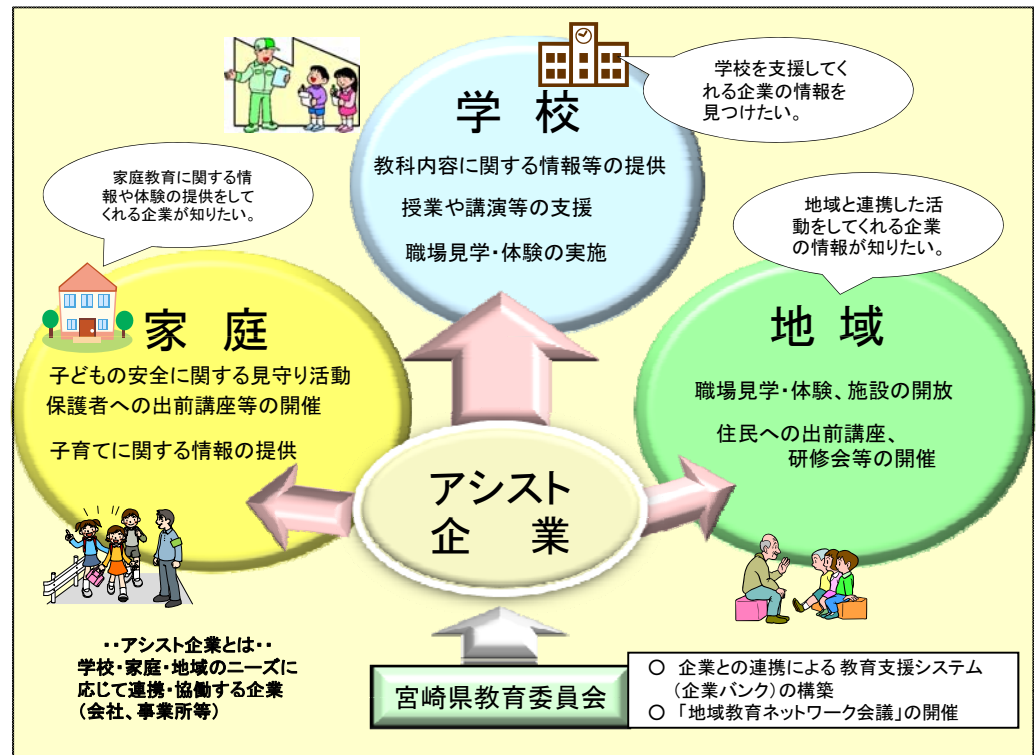 学校
学校を支援してく
れる企業の情報を
見つけたい。
教科内容に関する情報等の提供
授業や講演等の支援
職場見学・体験の実施
家庭教育に関する情
報や体験の提供をして
くれる企業が知りたい。
家庭
子どもの安全に関する見守り活動
保護者への出前講座等の開催
子育てに関する情報の提供
地域と連携した活
動をしてくれる企業
の情報が知りたい。
地域
職場見学・体験、施設の開放
住民への出前講座、
研修会等の開催
アシスト
企業
‥アシスト企業とは‥
学校・家庭・地域のニーズに
応じて連携・協働する企業
（会社、事業所等）
宮崎県教育委員会
○ 企業との連携による教育支援システム
（企業バンク）の構築
○ 「地域教育ネットワーク会議」の開催